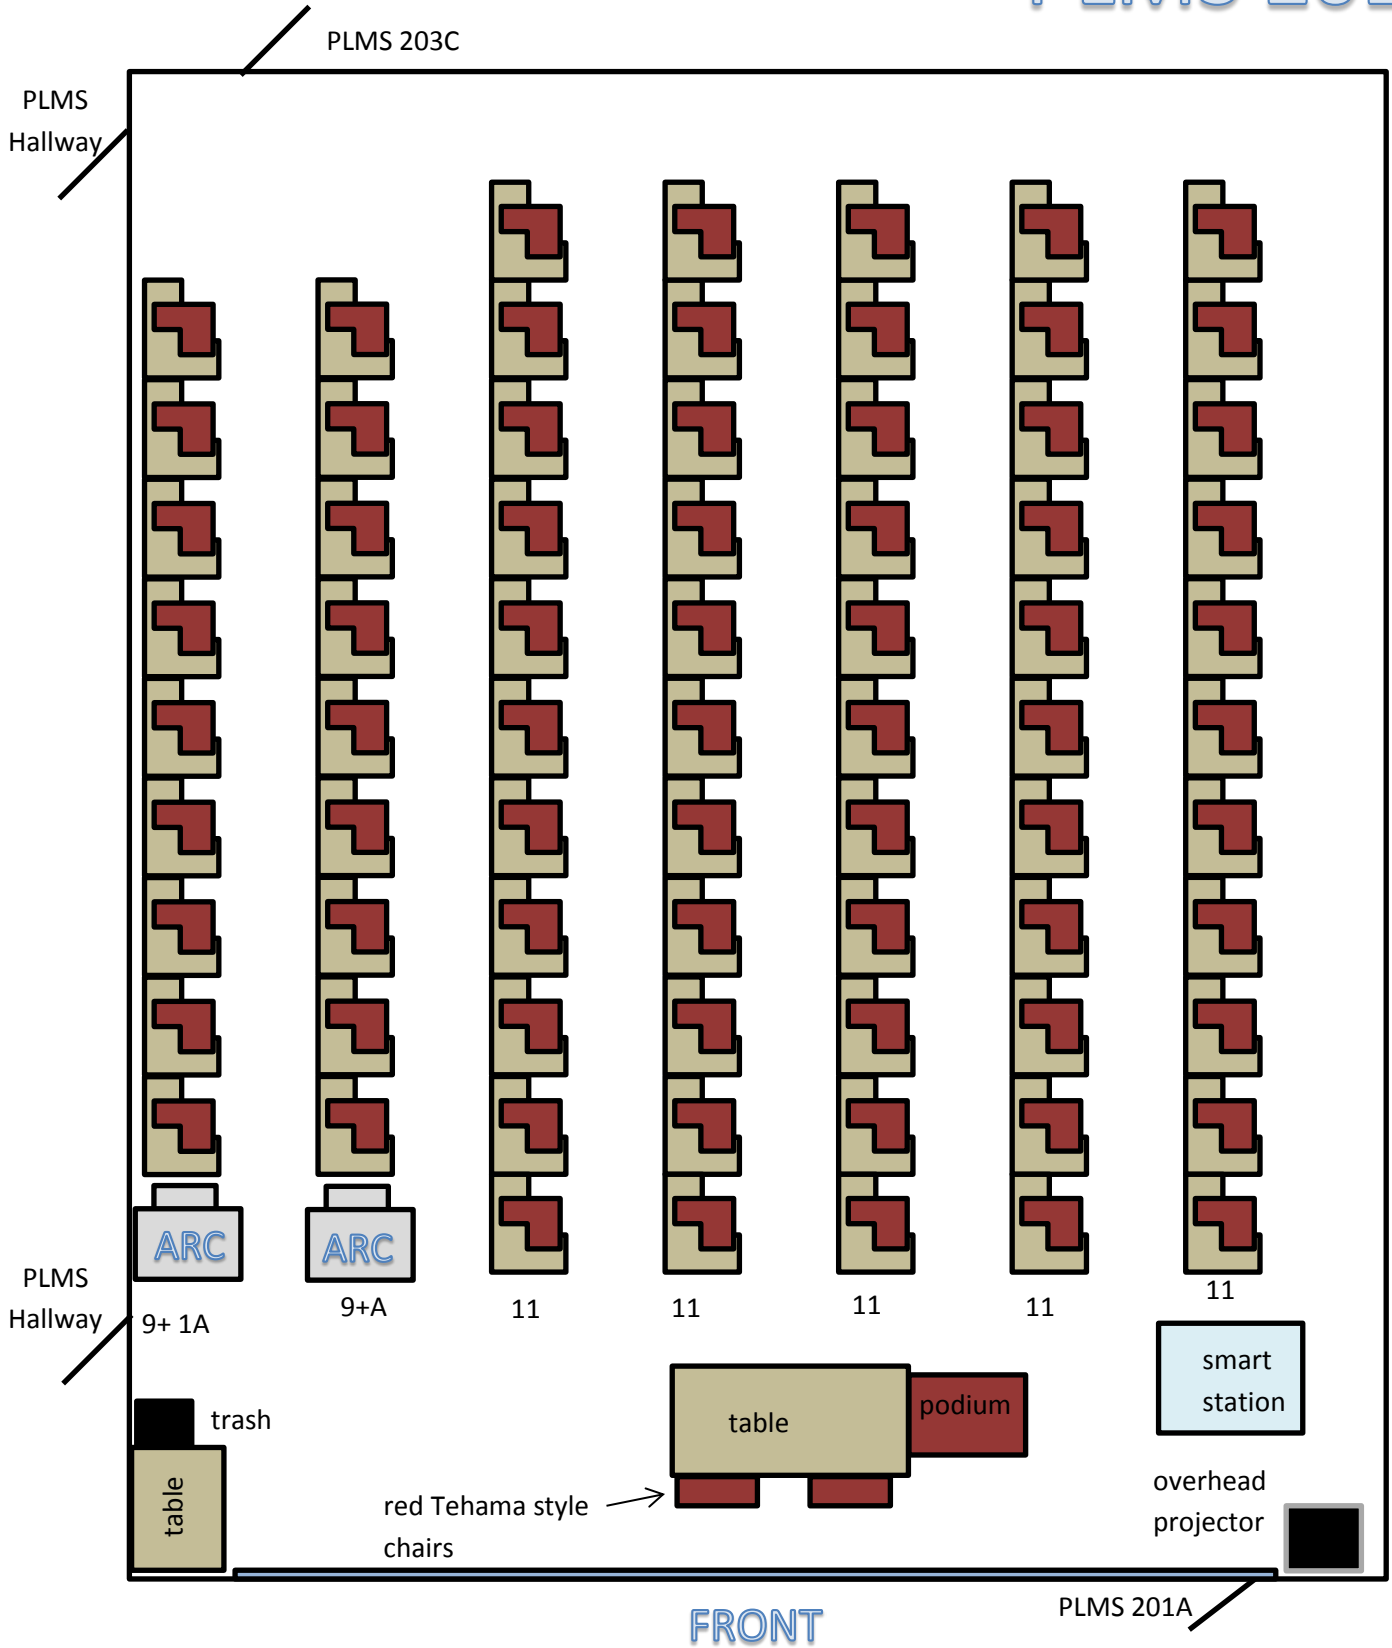 PLMS 203C
PLMS
Hallway
ARC
ARC
PLMS
Hallway
9+ 1A
9+A
11
11
11
11
11
smart
station
trash
table
podium
table
overhead
projector
red Tehama style
chairs
PLMS 201A
FRONT